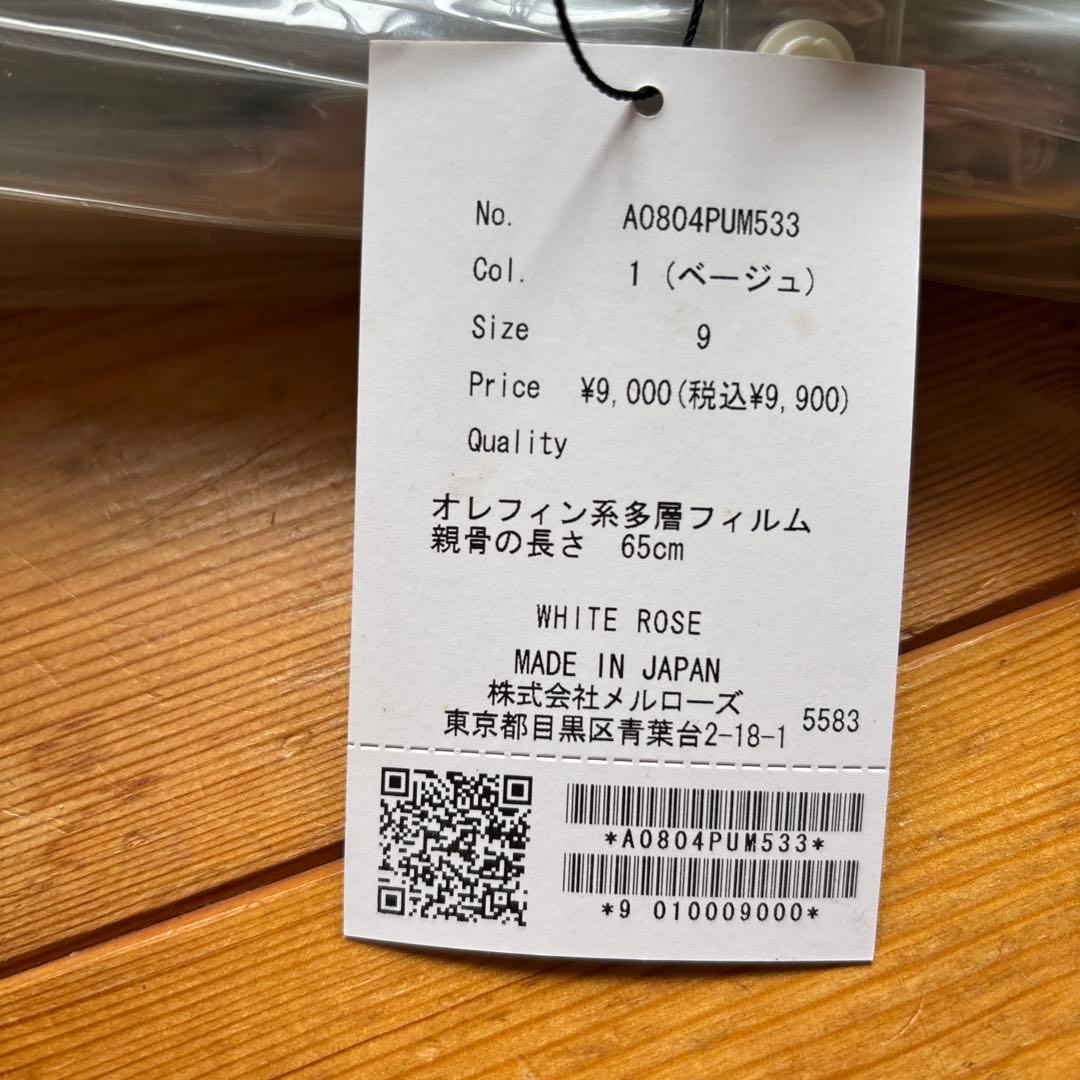 No. A0804PUM533
Col. 1 (ベージュ)
Size 9
Price ¥9,000(税込¥9,900)
Quality
オレフィン系多層フィルム
親骨の長さ 65cm
WHITE ROSE
MADE IN JAPAN
株式会社メルローズ
東京都目黒区青葉台2-18-1 5583
*A0804PUM533*
*9 010009000*